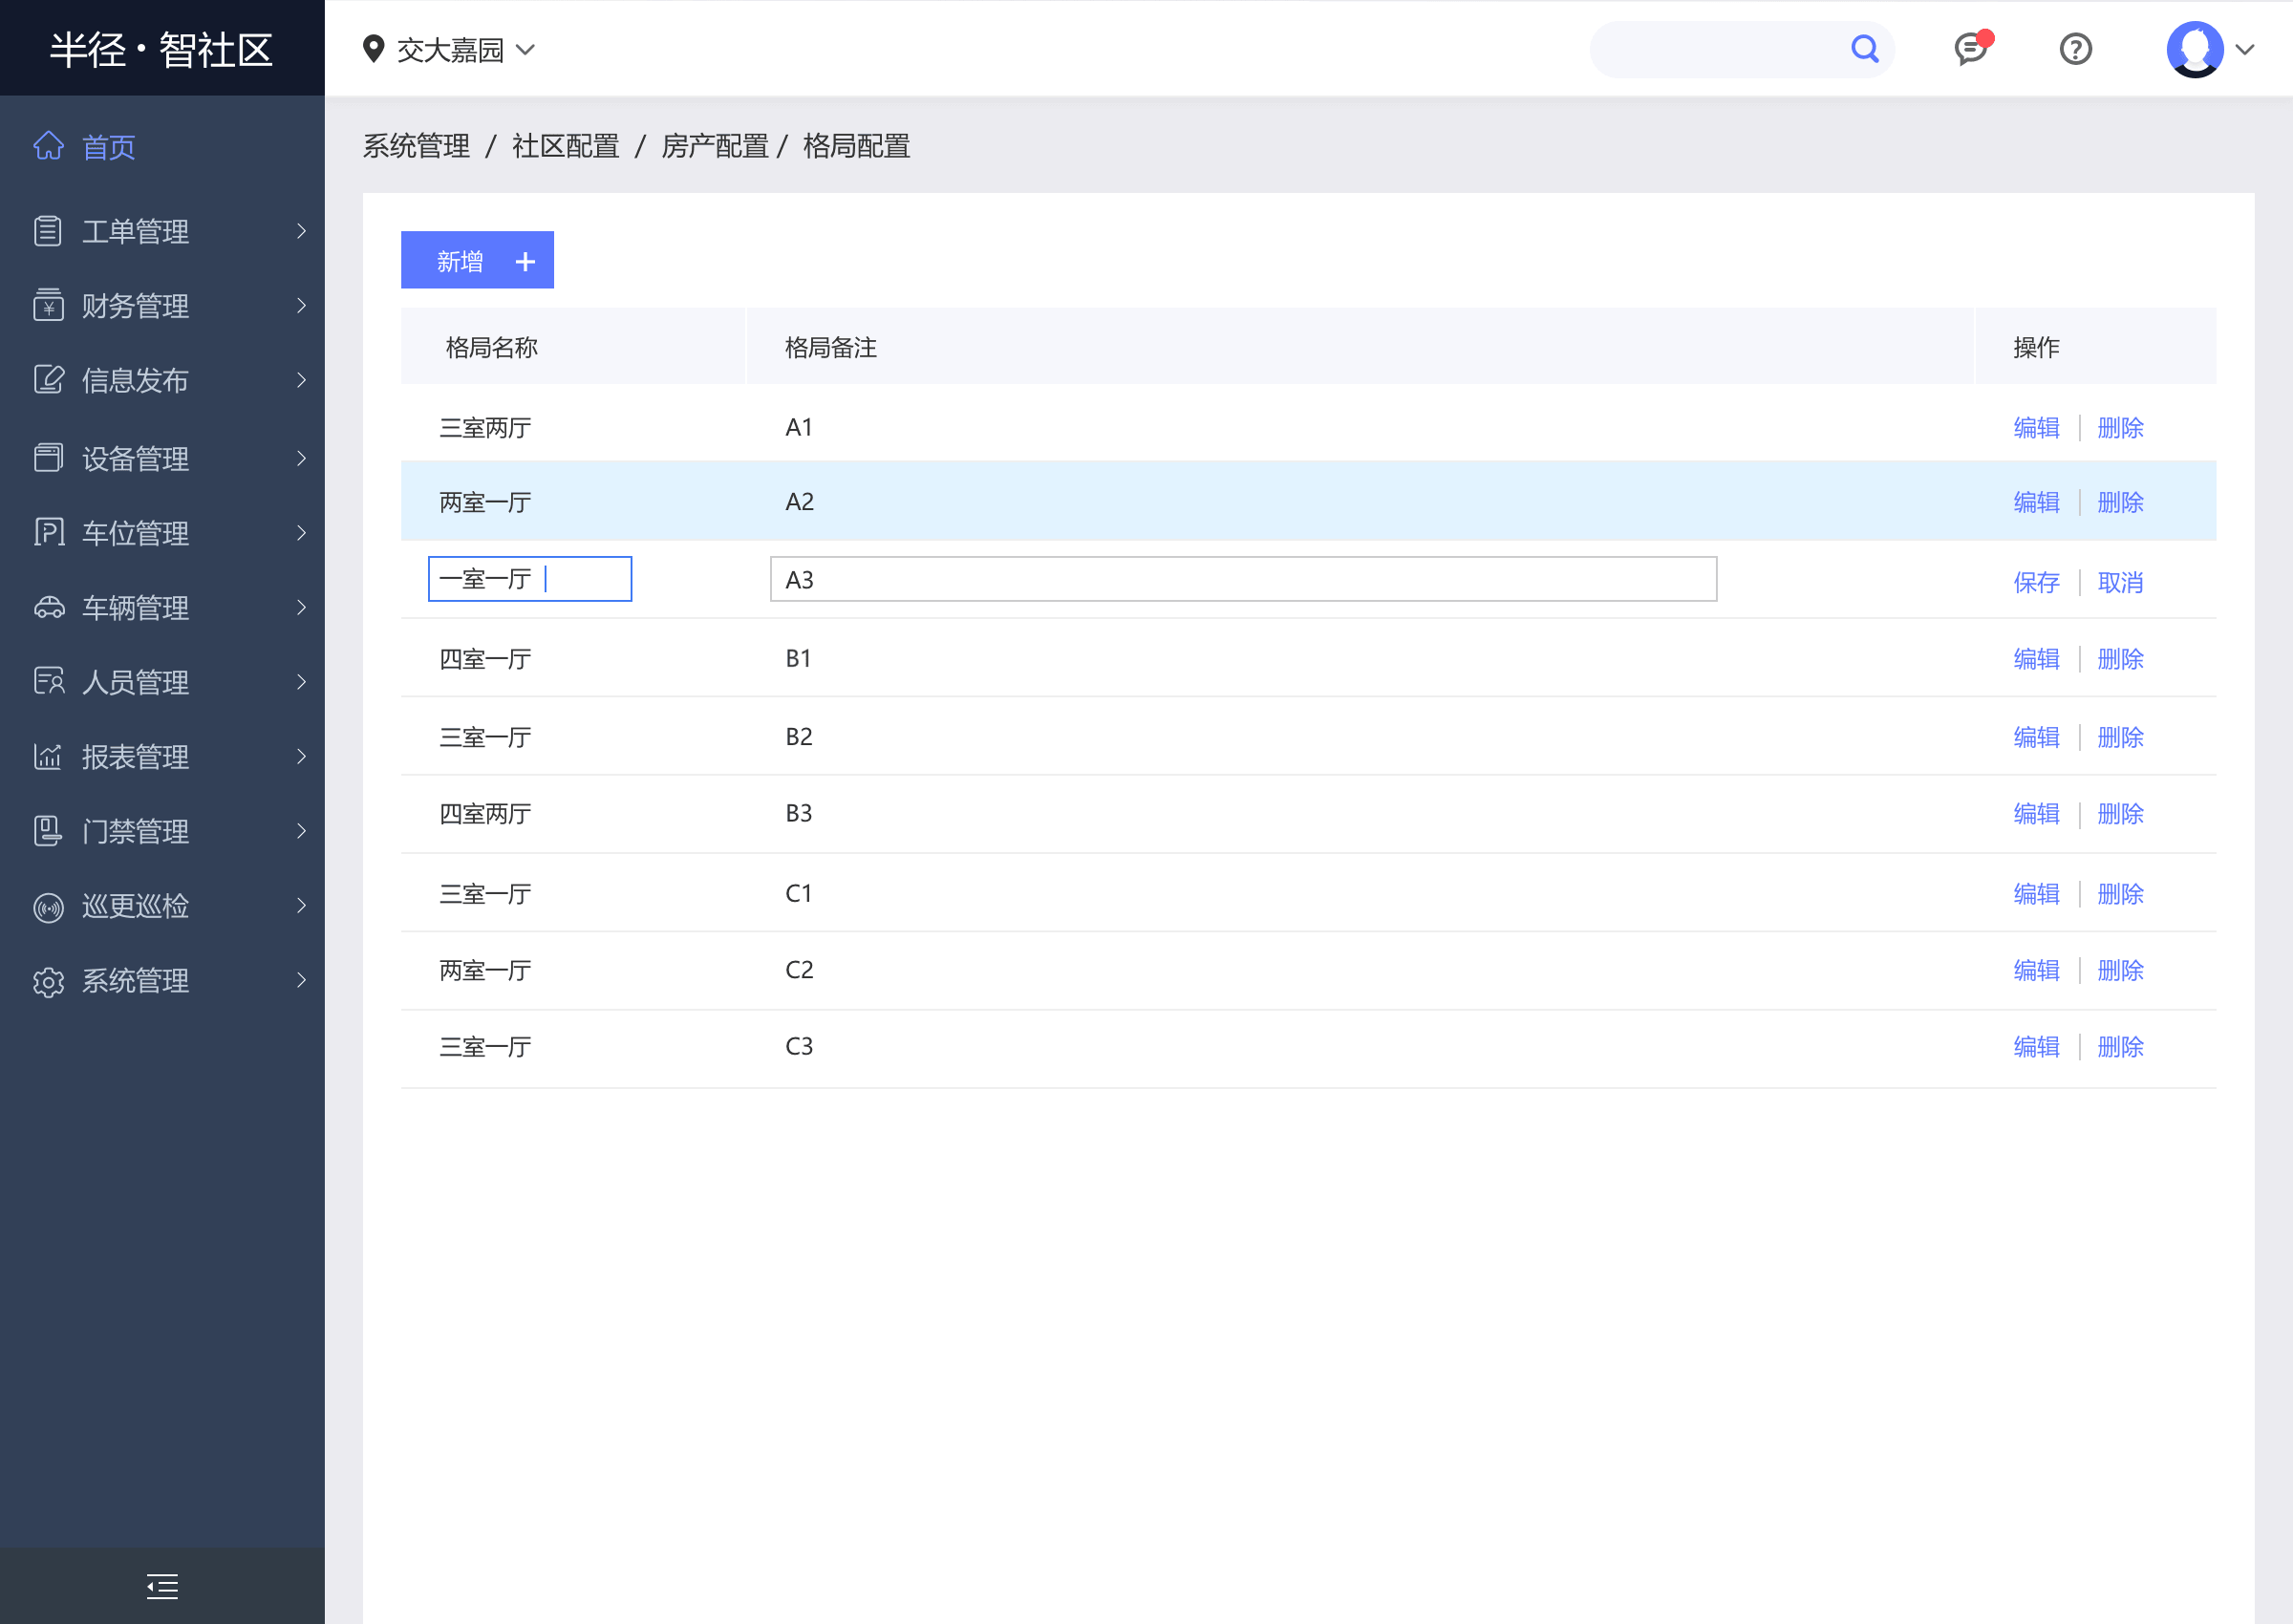 半径·智社区
交大嘉园
首页
工单管理
财务管理
信息发布
设备管理
车位管理
车辆管理
人员管理
报表管理
门禁管理
巡更巡检
系统管理
系统管理 / 社区配置 / 房产配置 / 格局配置
新增 +
格局名称 格局备注 操作
三室两厅 A1 编辑 删除
两室一厅 A2 编辑 删除
一室一厅 A3 保存 取消
四室一厅 B1 编辑 删除
三室一厅 B2 编辑 删除
四室两厅 B3 编辑 删除
三室一厅 C1 编辑 删除
两室一厅 C2 编辑 删除
三室一厅 C3 编辑 删除